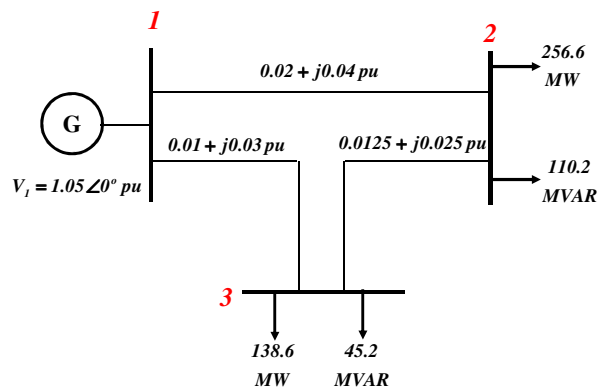 1
2
256.6
MW
0.02 + j0.04 pu
G
0.01 + j0.03 pu
0.0125 + j0.025 pu
V₁ = 1.05∠0° pu
110.2
MVAR
3
138.6
MW
45.2
MVAR